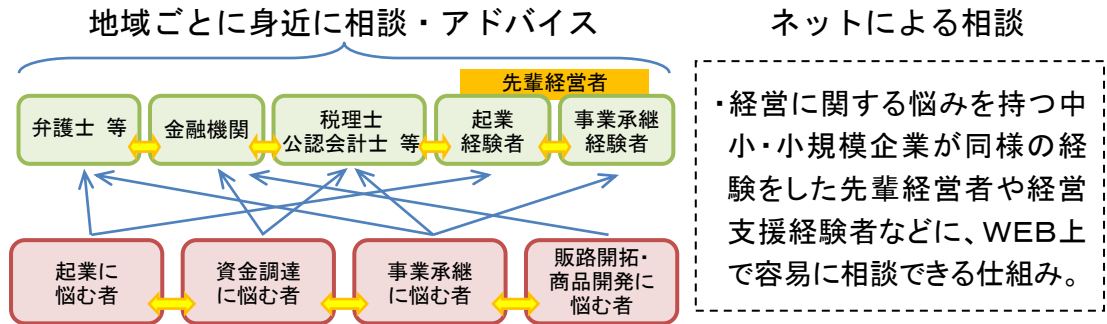 地域ごとに身近に相談・アドバイス
先輩経営者
弁護士 等
金融機関
税理士
公認会計士 等
起業
経験者
事業承継
経験者
起業に
悩む者
資金調達
に悩む者
事業承継
に悩む者
販路開拓・
商品開発に
悩む者
ネットによる相談
・経営に関する悩みを持つ中
小・小規模企業が同様の経
験をした先輩経営者や経営
支援経験者などに、ＷＥＢ上
で容易に相談できる仕組み。